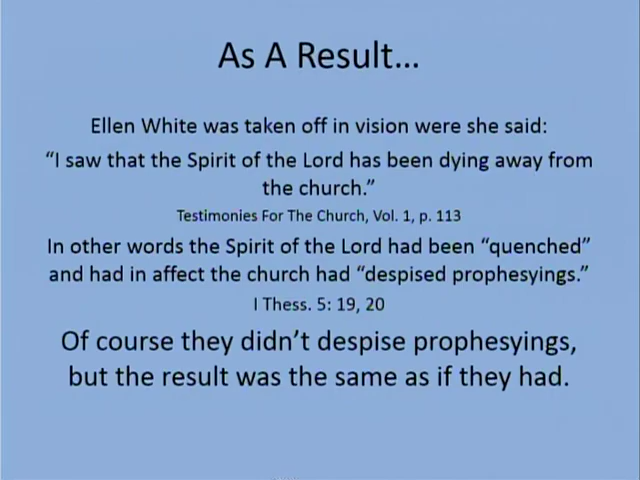 As A Result…
Ellen White was taken off in vision were she said:
“I saw that the Spirit of the Lord has been dying away from
the church.”
Testimonies For The Church, Vol. 1, p. 113
In other words the Spirit of the Lord had been “quenched”
and had in affect the church had “despised prophesyings.”
I Thess. 5: 19, 20
Of course they didn’t despise prophesyings,
but the result was the same as if they had.